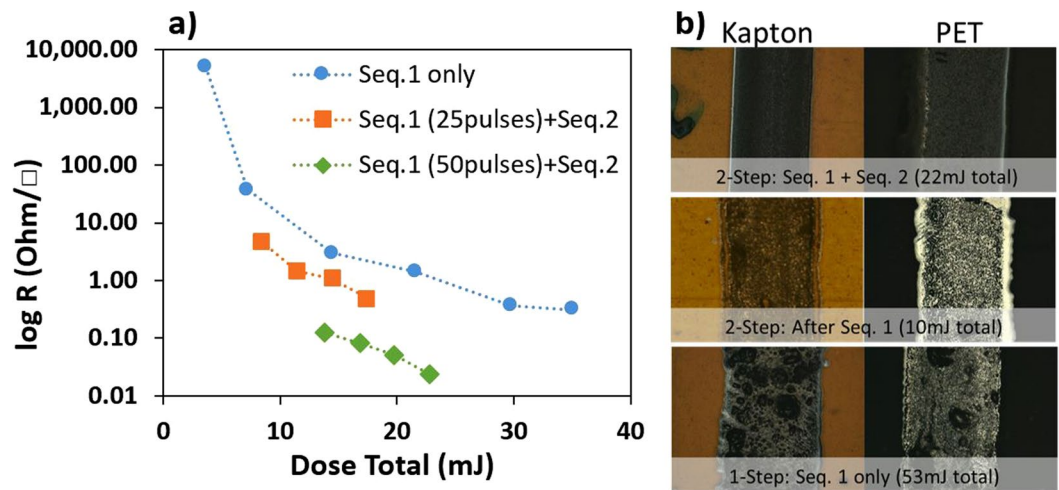 a)
log R (Ohm/□)
10,000.00
1,000.00
100.00
10.00
1.00
0.10
0.01
Seq.1 only
Seq.1 (25pulses)+Seq.2
Seq.1 (50pulses)+Seq.2
0 10 20 30 40
Dose Total (mJ)
b)
Kapton PET
2-Step: Seq. 1 + Seq. 2 (22mJ total)
2-Step: After Seq. 1 (10mJ total)
1-Step: Seq. 1 only (53mJ total)